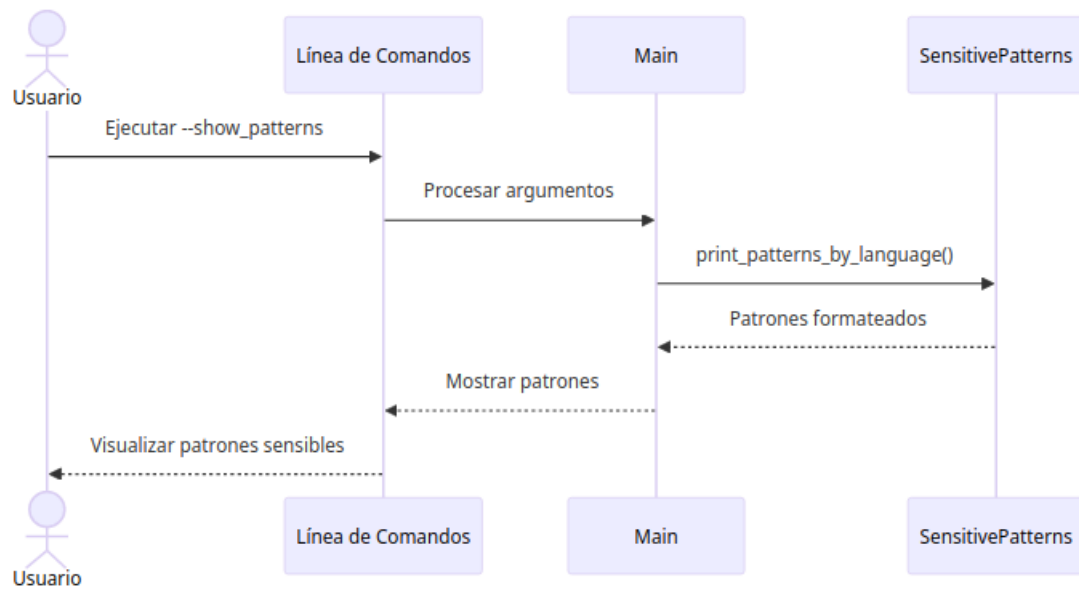 Usuario
Línea de Comandos
Main
SensitivePatterns
Ejecutar --show_patterns
Procesar argumentos
print_patterns_by_language()
Patrones formateados
Mostrar patrones
Visualizar patrones sensibles
Usuario
Línea de Comandos
Main
SensitivePatterns